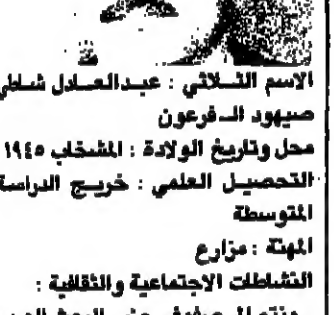 الاسم الثلاثي : عبدالعادل شعلي
صيهود الفرعون
محل وتاريخ الولادة : المشخاب ١٩٤٥
التحصيل العلمي : خريج الدراسة
المتوسطة
المهنة : مزارع
النشاطات الاجتماعية والثقافية :